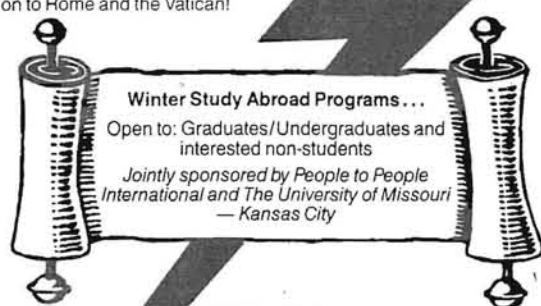 on to Rome and the Vatican!
Winter Study Abroad Programs...
Open to: Graduates/Undergraduates and
interested non-students
Jointly sponsored by People to People
International and The University of Missouri
— Kansas City